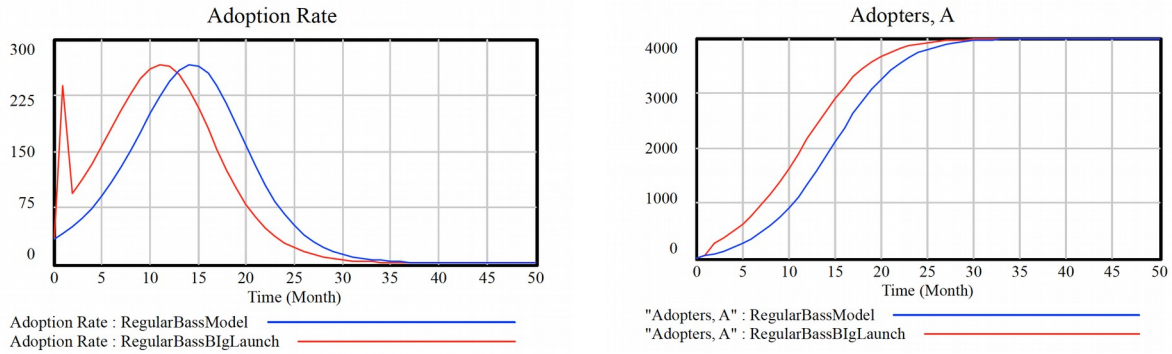 Adoption Rate
300
225
150
75
0
0 5 10 15 20 25 30 35 40 45 50
Time (Month)
Adoption Rate : RegularBassModel
Adoption Rate : RegularBassBIgLaunch
Adopters, A
4000
3000
2000
1000
0
0 5 10 15 20 25 30 35 40 45 50
Time (Month)
"Adopters, A" : RegularBassModel
"Adopters, A" : RegularBassBIgLaunch